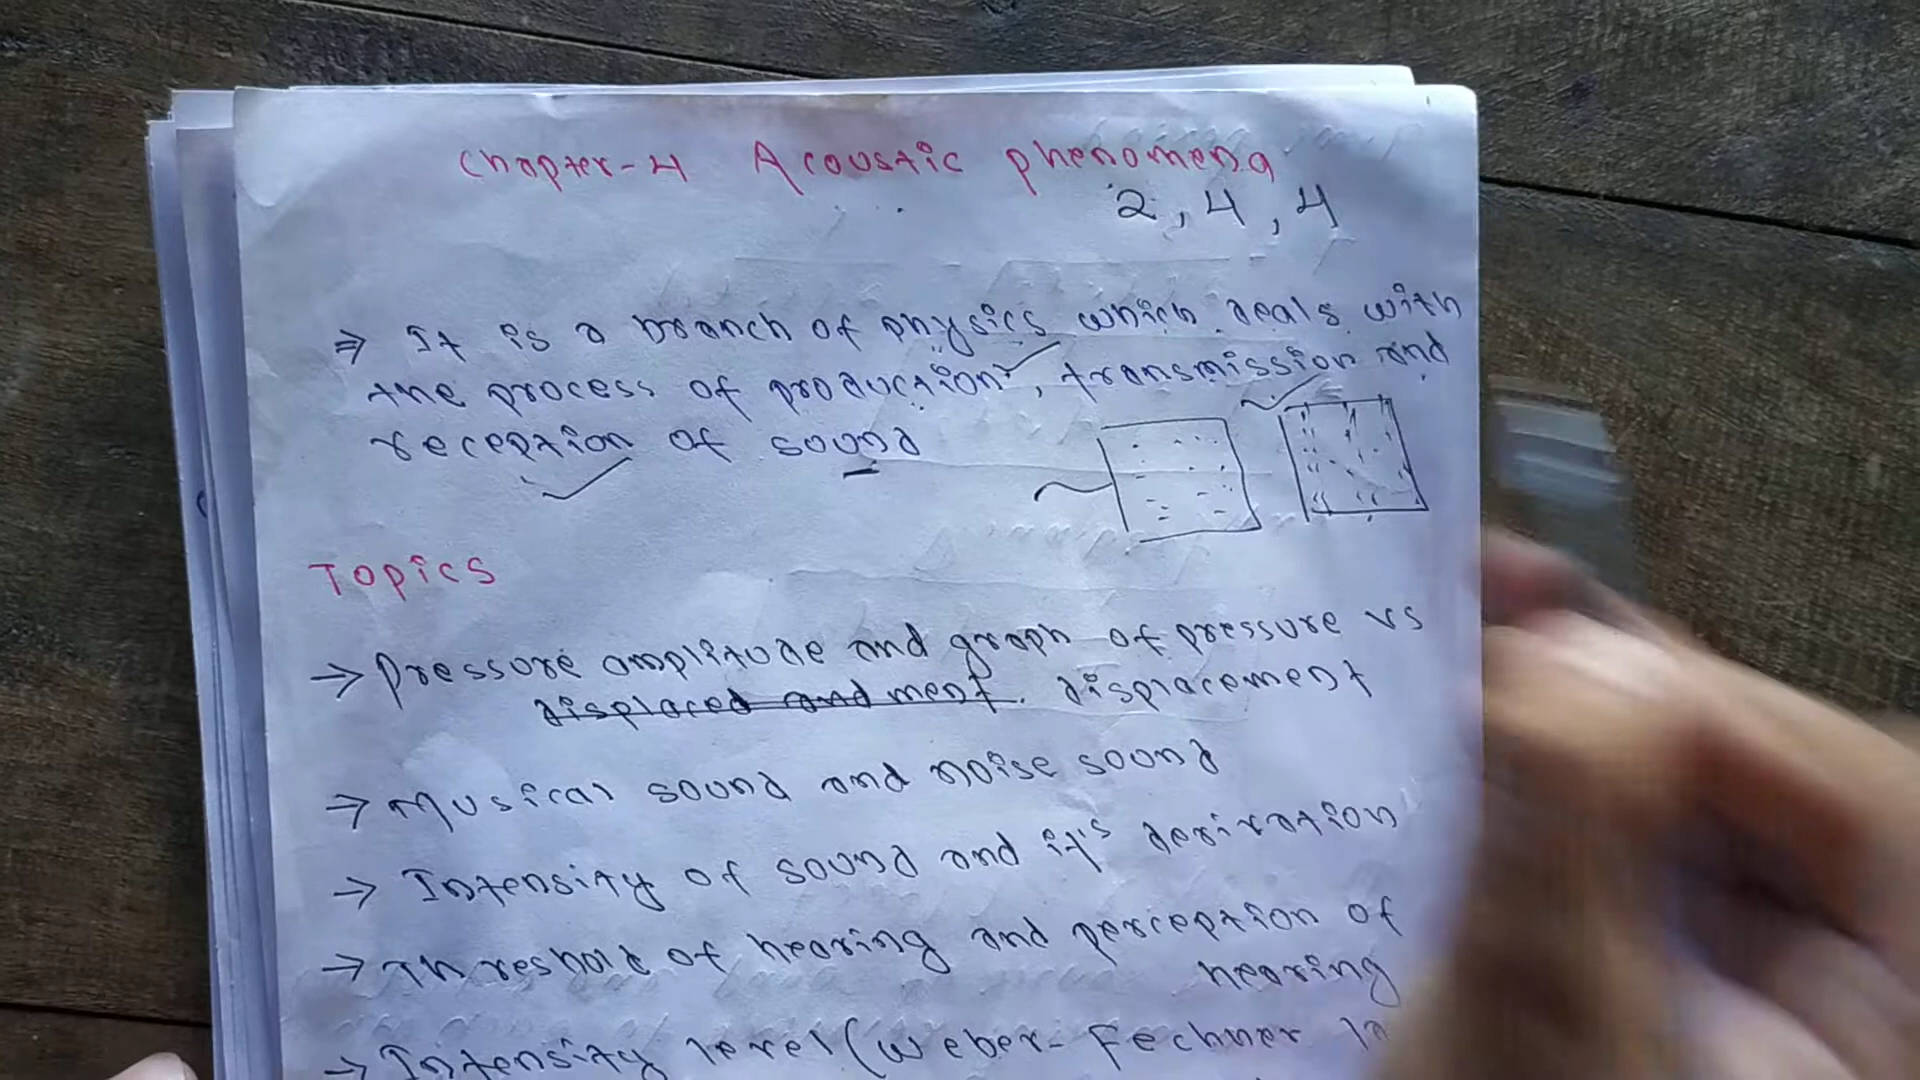 Chapter-4 Acoustic phenomena
2, 4, 4
⇒ It is a branch of physics which deals with
the process of production, transmission and
reception of sound
Topics
→ Pressure amplitude and graph of pressure vs
displaced and ment. displacement
→ Musical sound and noise sound
→ Intensity of sound and it's derivation
→ Threshold of hearing and perception of
hearing
→ Intensity level (Weber-Fechner